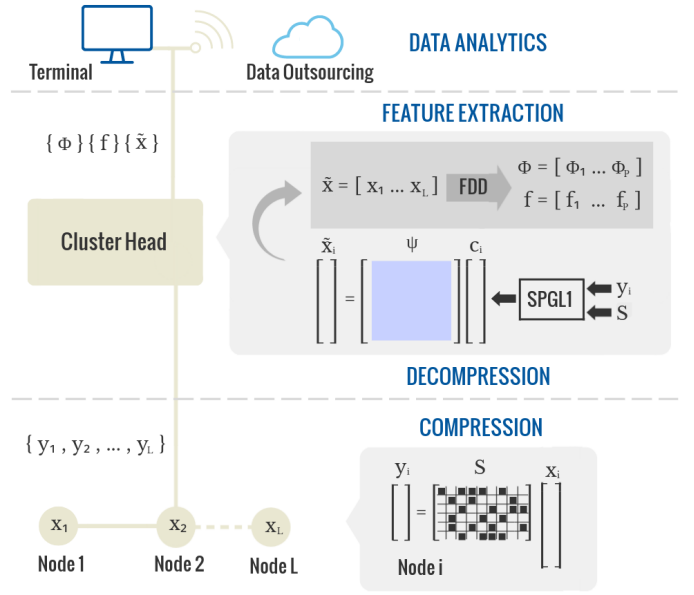 DATA ANALYTICS
Terminal
Data Outsourcing
FEATURE EXTRACTION
{ Φ } { f } { x̃ }
x̃ = [ x₁ ... x_L ] FDD Φ = [ Φ₁ ... Φ_P ]
f = [ f₁ ... f_P ]
Cluster Head
x̃ᵢ ψ cᵢ
[ ] = [ ] [ ] SPGL1 yᵢ
S
DECOMPRESSION
COMPRESSION
{ y₁ , y₂ , ... , y_L }
yᵢ S xᵢ
[ ] = [ ] [ ]
x₁ x₂ x_L
Node 1 Node 2 Node L
Node i